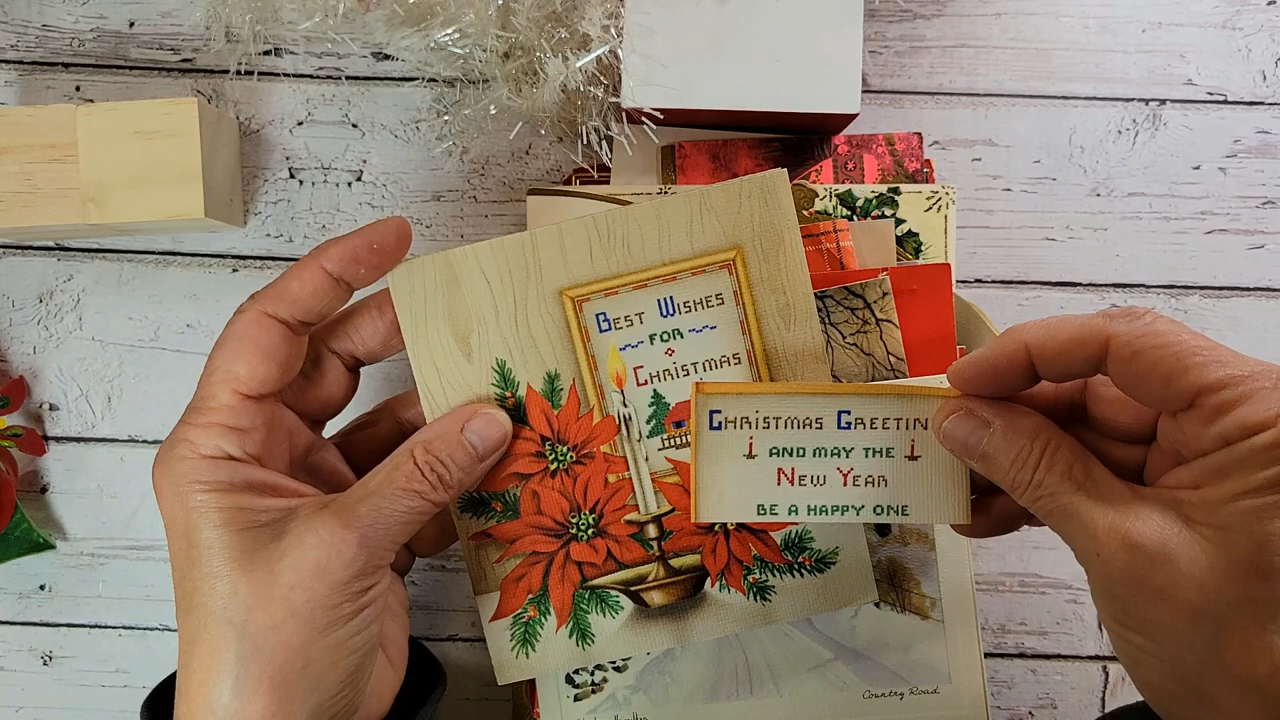 Best Wishes
for
Christmas
Christmas Greetin
and may the
New Year
be a happy one
Country Road